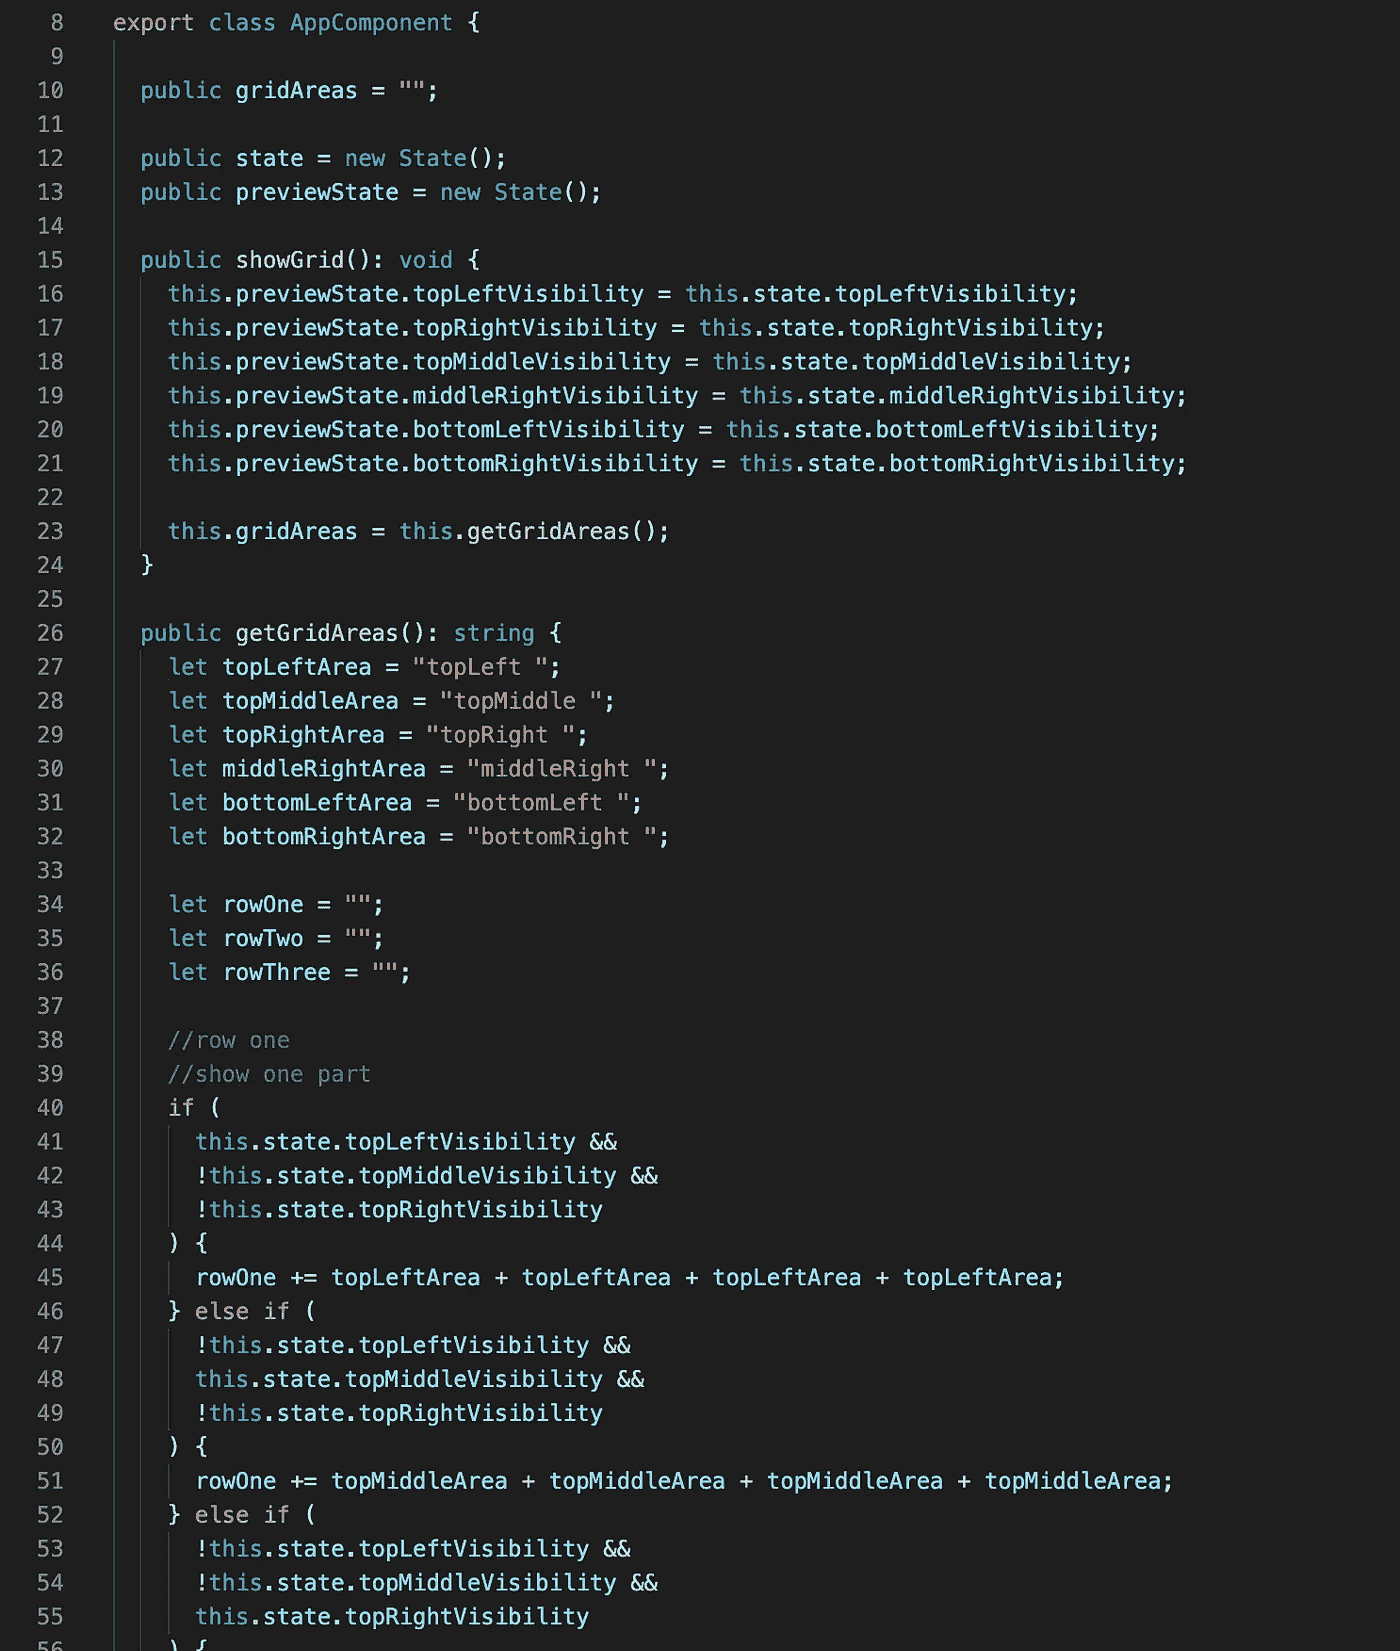 8 export class AppComponent {
9
10 public gridAreas = "";
11
12 public state = new State();
13 public previewState = new State();
14
15 public showGrid(): void {
16 this.previewState.topLeftVisibility = this.state.topLeftVisibility;
17 this.previewState.topRightVisibility = this.state.topRightVisibility;
18 this.previewState.topMiddleVisibility = this.state.topMiddleVisibility;
19 this.previewState.middleRightVisibility = this.state.middleRightVisibility;
20 this.previewState.bottomLeftVisibility = this.state.bottomLeftVisibility;
21 this.previewState.bottomRightVisibility = this.state.bottomRightVisibility;
22
23 this.gridAreas = this.getGridAreas();
24 }
25
26 public getGridAreas(): string {
27 let topLeftArea = "topLeft ";
28 let topMiddleArea = "topMiddle ";
29 let topRightArea = "topRight ";
30 let middleRightArea = "middleRight ";
31 let bottomLeftArea = "bottomLeft ";
32 let bottomRightArea = "bottomRight ";
33
34 let rowOne = "";
35 let rowTwo = "";
36 let rowThree = "";
37
38 //row one
39 //show one part
40 if (
41 this.state.topLeftVisibility &&
42 !this.state.topMiddleVisibility &&
43 !this.state.topRightVisibility
44 ) {
45 rowOne += topLeftArea + topLeftArea + topLeftArea + topLeftArea;
46 } else if (
47 !this.state.topLeftVisibility &&
48 this.state.topMiddleVisibility &&
49 !this.state.topRightVisibility
50 ) {
51 rowOne += topMiddleArea + topMiddleArea + topMiddleArea + topMiddleArea;
52 } else if (
53 !this.state.topLeftVisibility &&
54 !this.state.topMiddleVisibility &&
55 this.state.topRightVisibility
56 ) {